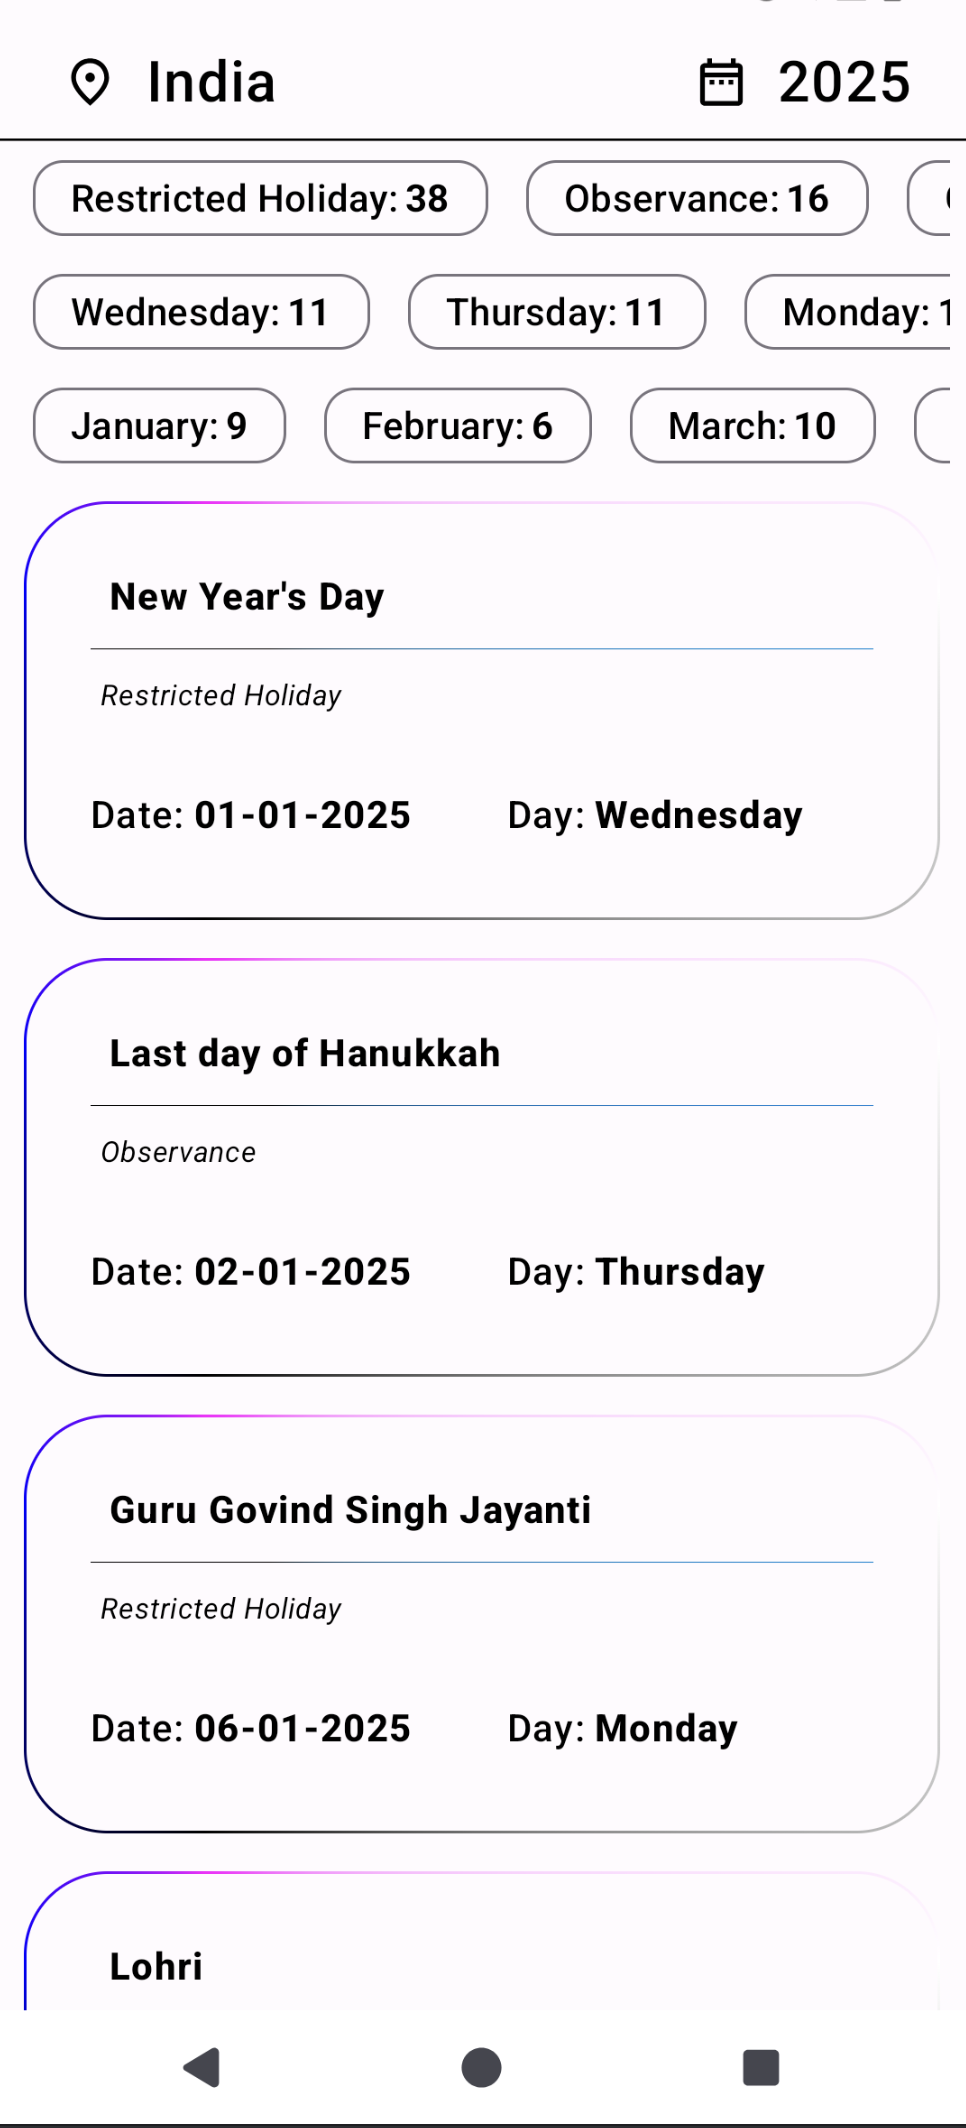 India 2025
Restricted Holiday: 38 Observance: 16
Wednesday: 11 Thursday: 11 Monday:
January: 9 February: 6 March: 10
New Year's Day
Restricted Holiday
Date: 01-01-2025 Day: Wednesday
Last day of Hanukkah
Observance
Date: 02-01-2025 Day: Thursday
Guru Govind Singh Jayanti
Restricted Holiday
Date: 06-01-2025 Day: Monday
Lohri